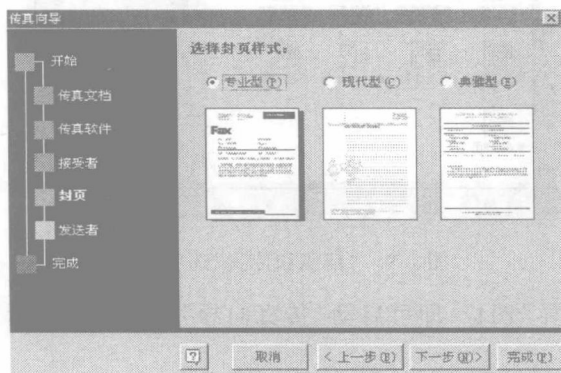 传真向导
开始
传真文档
传真软件
接受者
封页
发送者
完成
选择封页样式：
专业型(P)
现代型(C)
典雅型(E)
Fax
取消
< 上一步(B)
下一步(N)>
完成(F)